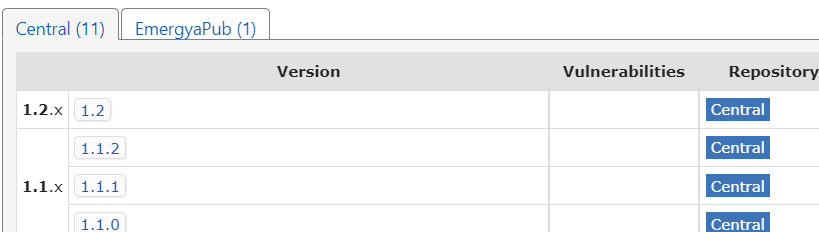 Central (11) EmergyaPub (1)
Version Vulnerabilities Repository
1.2.x 1.2 Central
1.1.2 Central
1.1.x 1.1.1 Central
1.1.0 Central